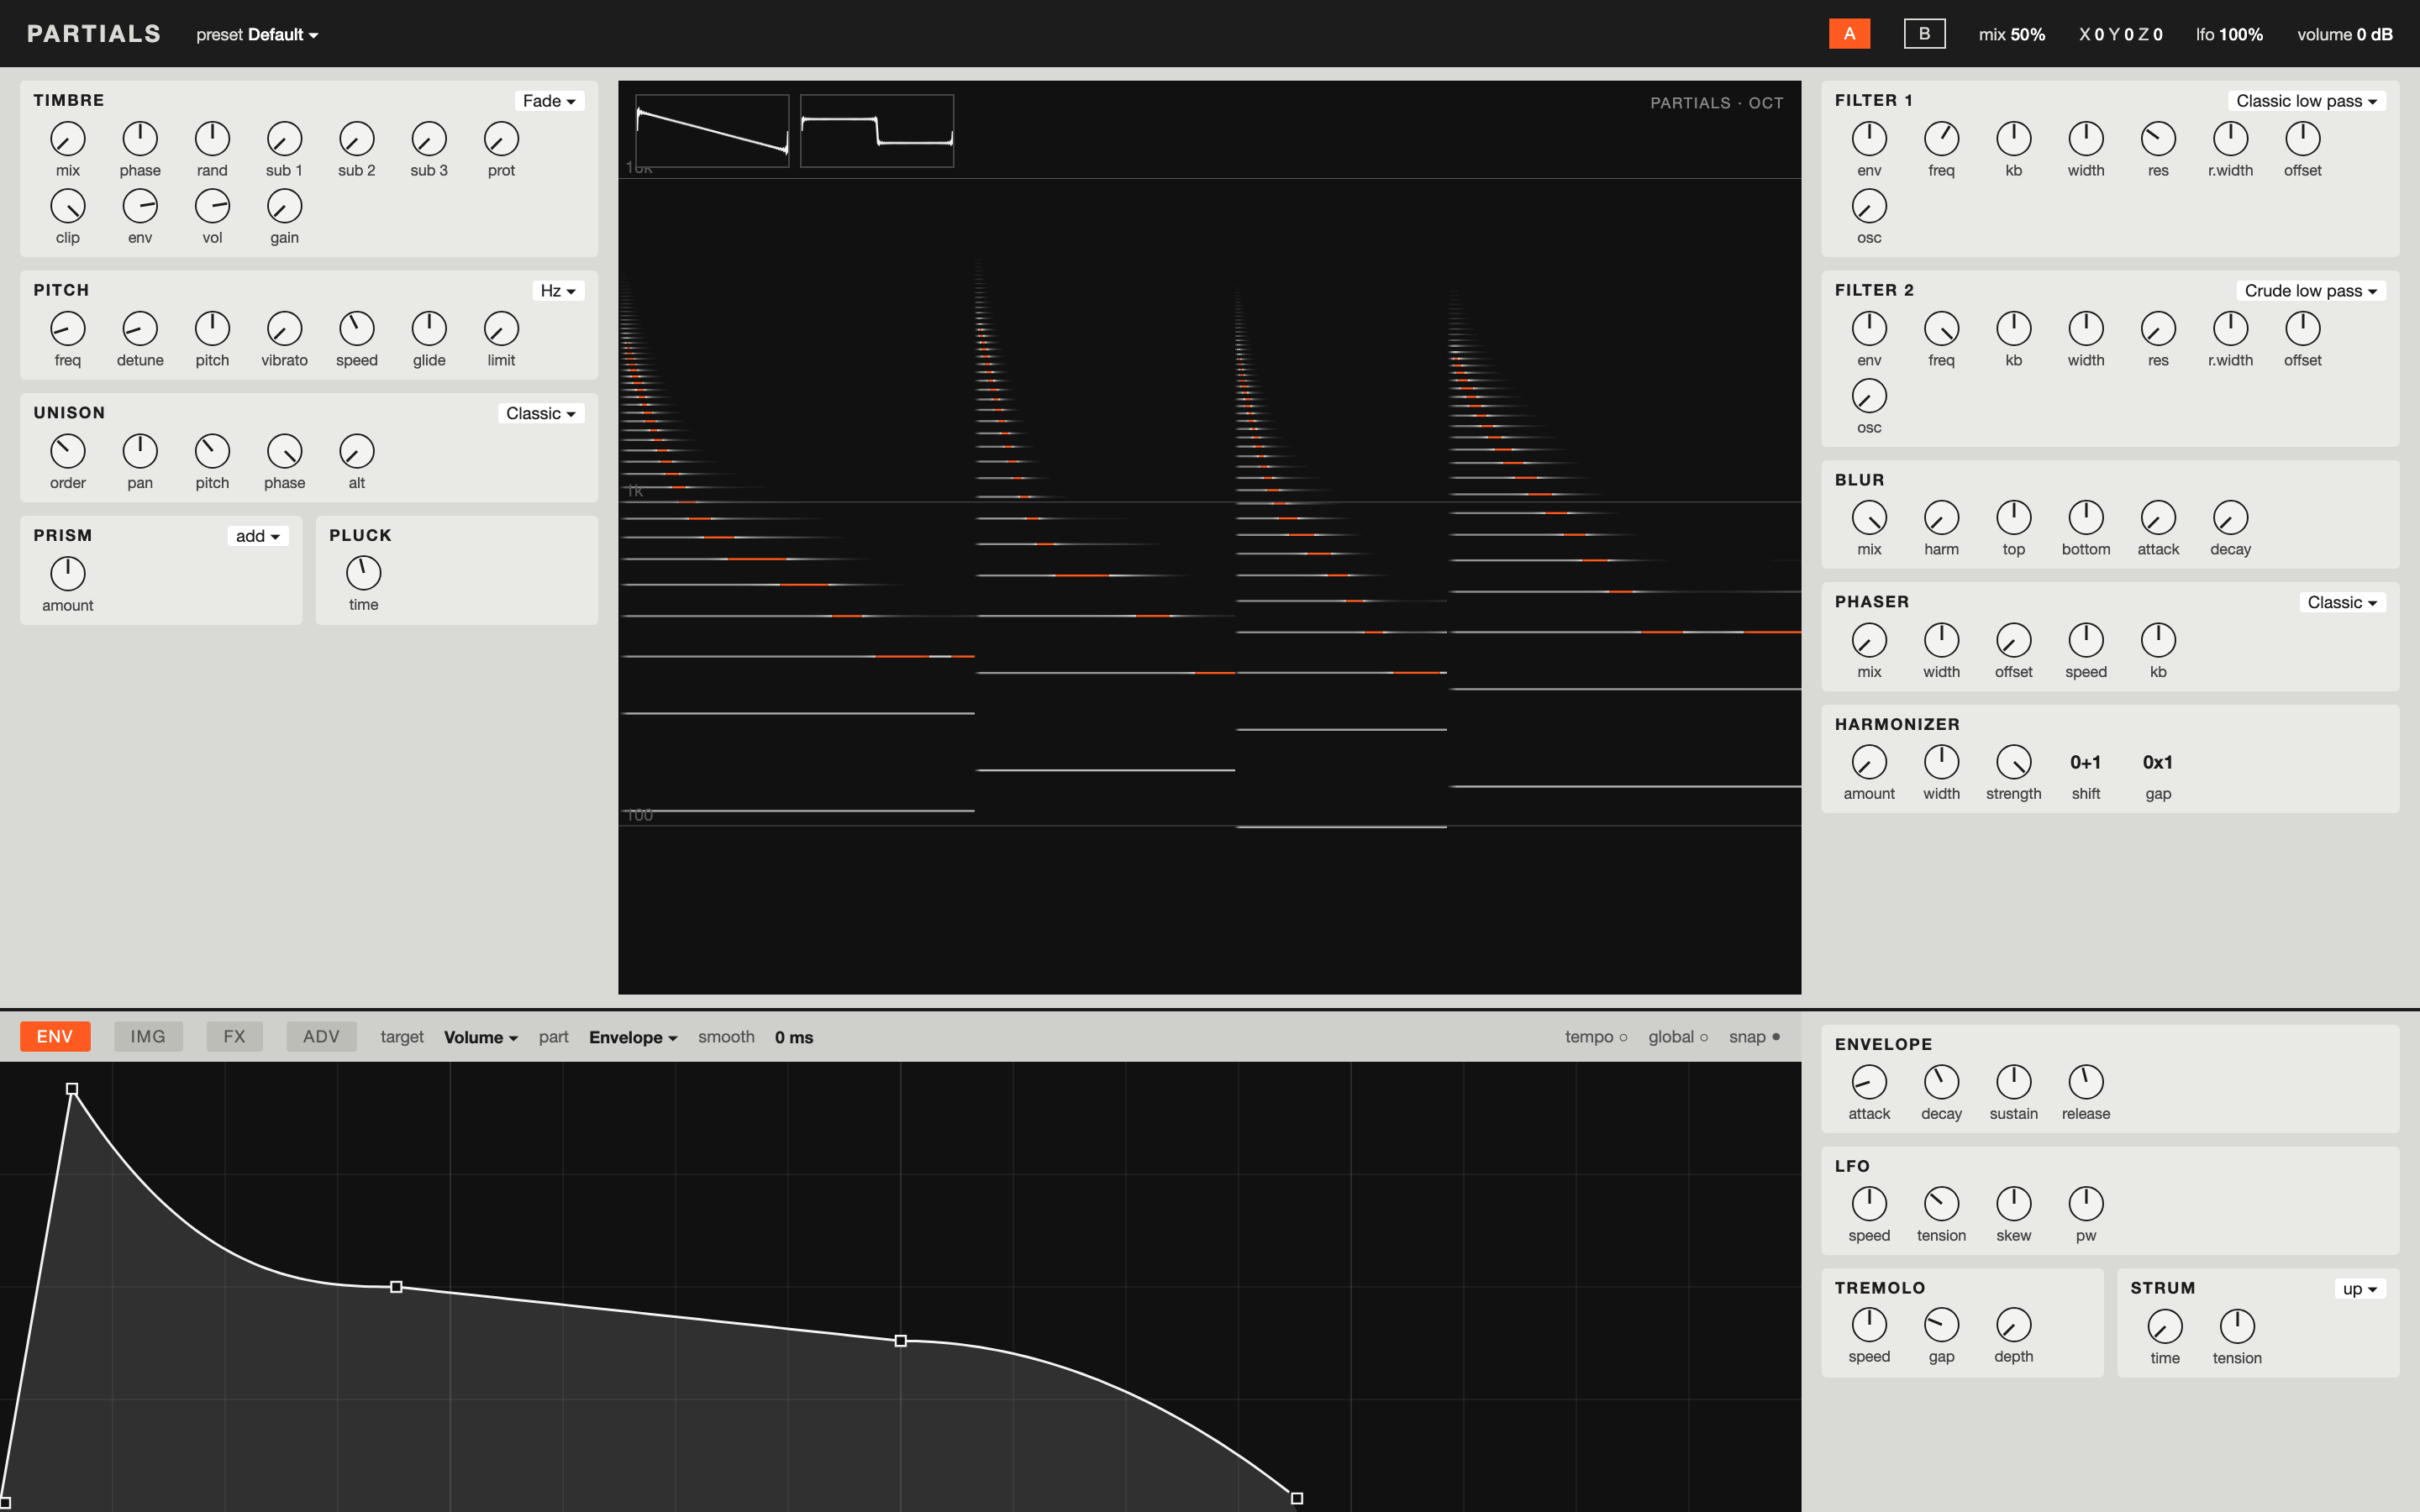 PARTIALS preset Default A B mix 50% X 0 Y 0 Z 0 lfo 100% volume 0 dB
TIMBRE Fade
mix phase rand sub 1 sub 2 sub 3 prot
clip env vol gain
PITCH Hz
freq detune pitch vibrato speed glide limit
UNISON Classic
order pan pitch phase alt
PRISM add
amount
PLUCK
time
PARTIALS · OCT
10k
1k
100
FILTER 1 Classic low pass
env freq kb width res r.width offset
osc
FILTER 2 Crude low pass
env freq kb width res r.width offset
osc
BLUR
mix harm top bottom attack decay
PHASER Classic
mix width offset speed kb
HARMONIZER
0+1 0x1
amount width strength shift gap
ENV IMG FX ADV target Volume part Envelope smooth 0 ms tempo global snap
ENVELOPE
attack decay sustain release
LFO
speed tension skew pw
TREMOLO
speed gap depth
STRUM up
time tension